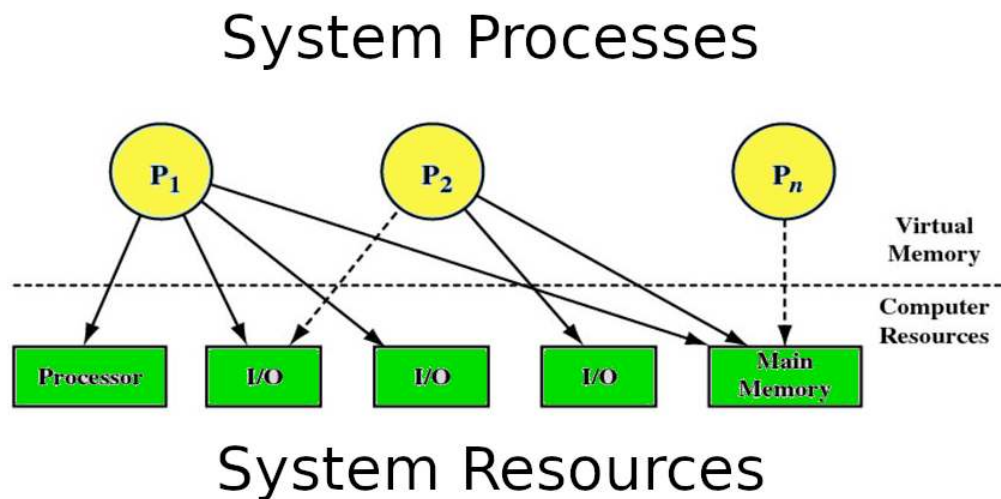 System Processes
P1
P2
Pn
Virtual
Memory
Computer
Resources
Processor
I/O
I/O
I/O
Main
Memory
System Resources